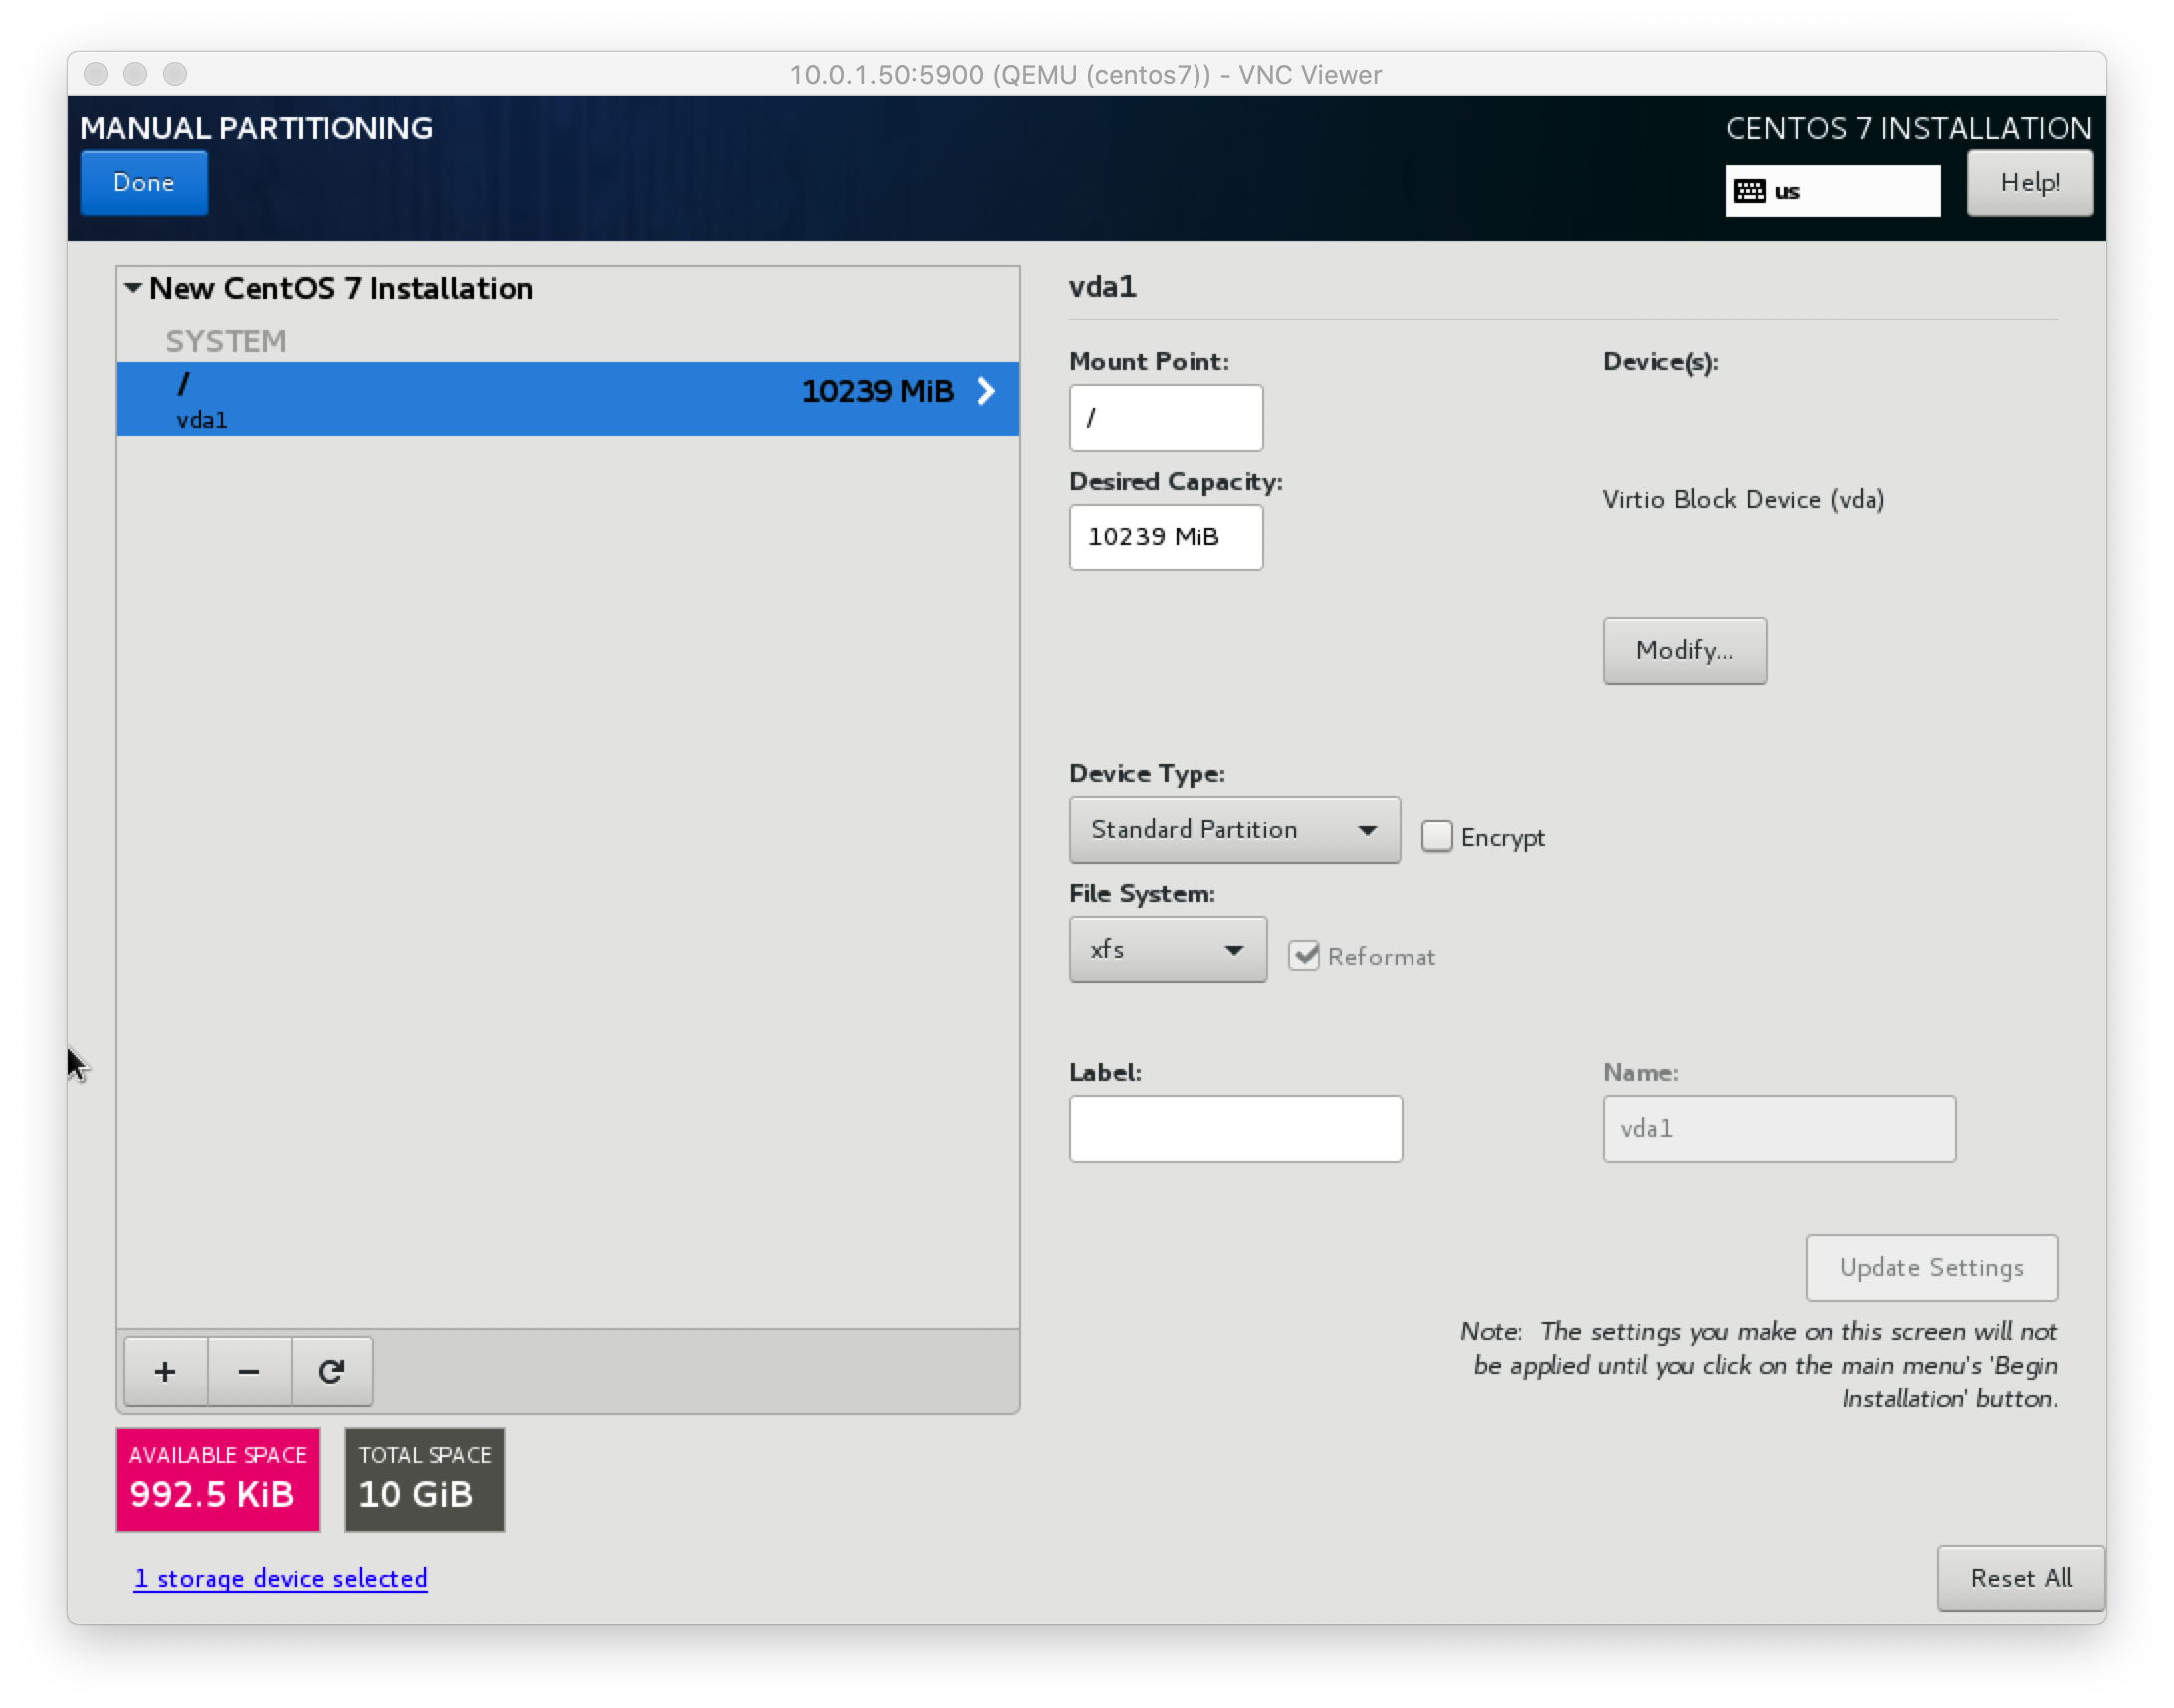 10.0.1.50:5900 (QEMU (centos7)) - VNC Viewer
MANUAL PARTITIONING
CENTOS 7 INSTALLATION
Done
us
Help!
New CentOS 7 Installation
SYSTEM
/
10239 MiB
vda1
vda1
Mount Point:
Device(s):
/
Desired Capacity:
Virtio Block Device (vda)
10239 MiB
Modify...
Device Type:
Standard Partition
Encrypt
File System:
xfs
Reformat
Label:
Name:
vda1
Update Settings
Note: The settings you make on this screen will not
be applied until you click on the main menu's 'Begin
Installation' button.
+
−
AVAILABLE SPACE
992.5 KiB
TOTAL SPACE
10 GiB
1 storage device selected
Reset All